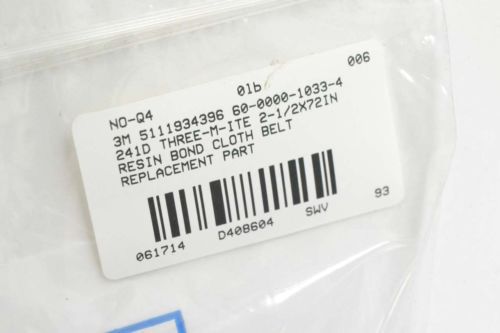 NO-Q4 0lb 006
3M 5111934396 60-0000-1033-4
241D THREE-M-ITE 2-1/2X72IN
RESIN BOND CLOTH BELT
REPLACEMENT PART
061714 D408604 SWV 93